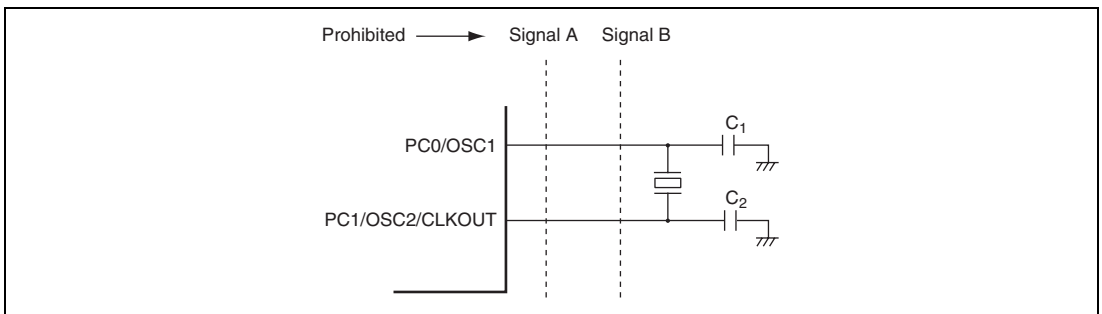 Prohibited Signal A Signal B
PC0/OSC1
C1
PC1/OSC2/CLKOUT
C2